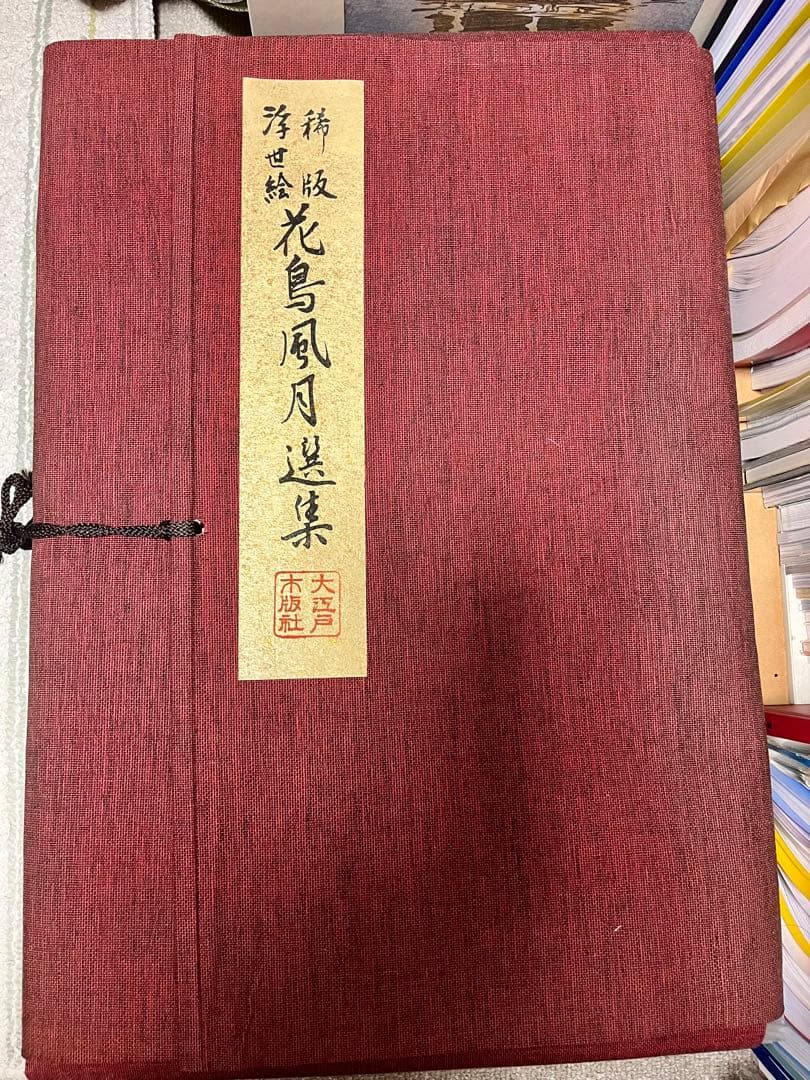 稀版
浮世絵
花鳥風月選集
大江戸
木版社